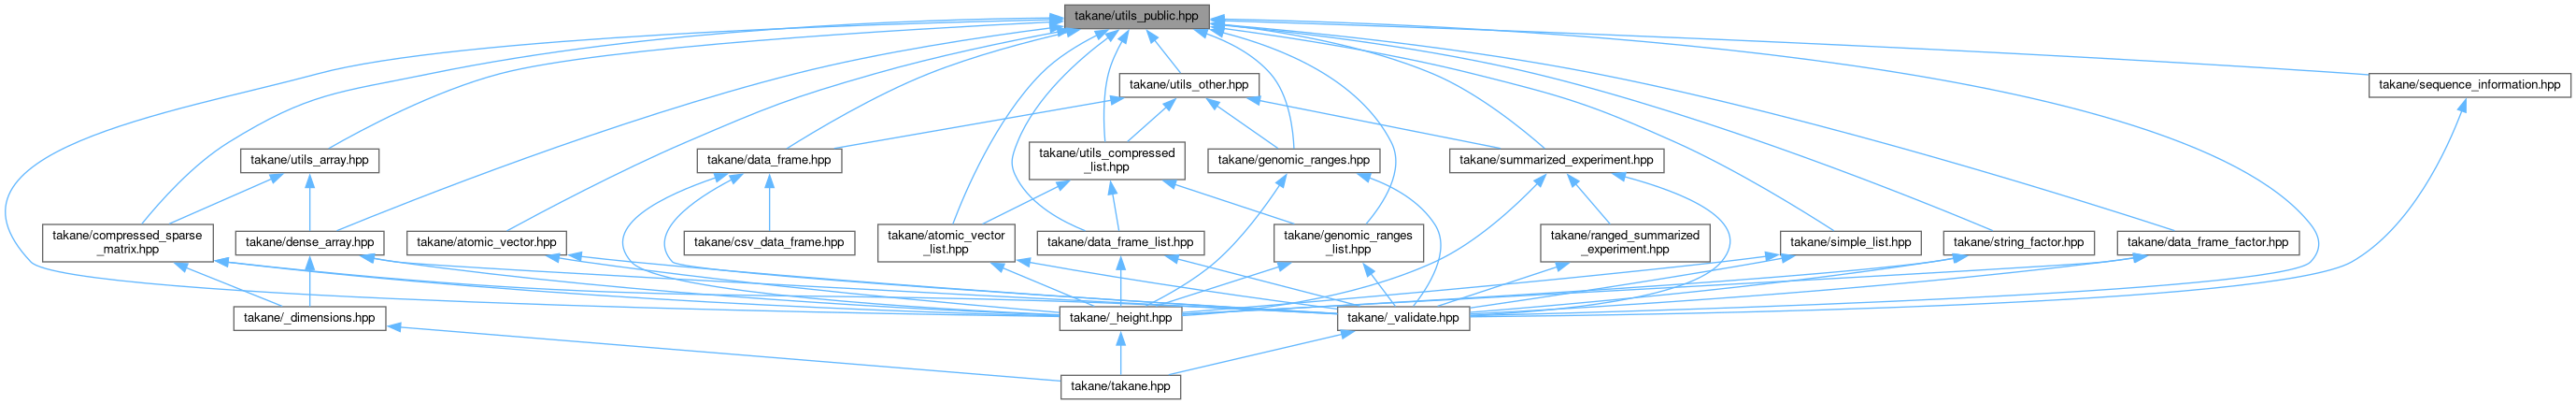 takane/utils_public.hpp
takane/utils_other.hpp
takane/sequence_information.hpp
takane/utils_array.hpp
takane/data_frame.hpp
takane/utils_compressed
_list.hpp
takane/genomic_ranges.hpp
takane/summarized_experiment.hpp
takane/compressed_sparse
_matrix.hpp
takane/dense_array.hpp
takane/atomic_vector.hpp
takane/csv_data_frame.hpp
takane/atomic_vector
_list.hpp
takane/data_frame_list.hpp
takane/genomic_ranges
_list.hpp
takane/ranged_summarized
_experiment.hpp
takane/simple_list.hpp
takane/string_factor.hpp
takane/data_frame_factor.hpp
takane/_dimensions.hpp
takane/_height.hpp
takane/_validate.hpp
takane/takane.hpp